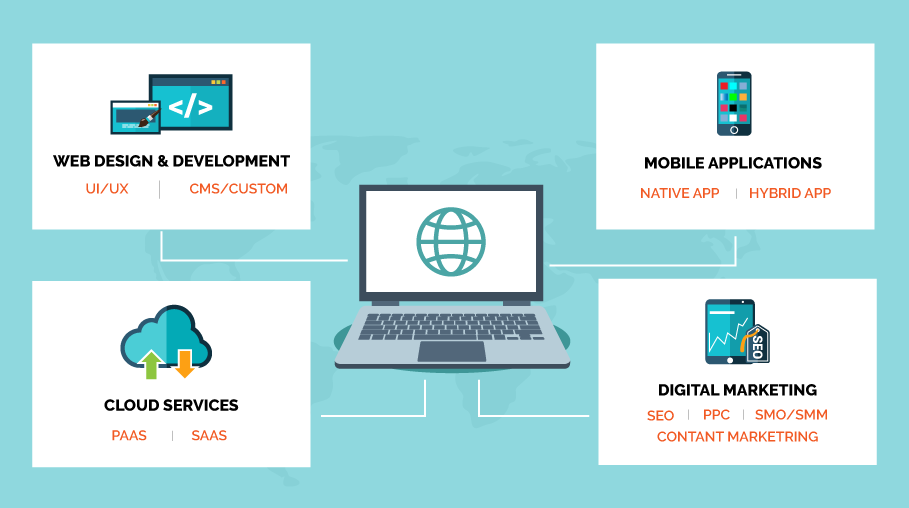 </>
WEB DESIGN & DEVELOPMENT
UI/UX | CMS/CUSTOM
MOBILE APPLICATIONS
NATIVE APP | HYBRID APP
CLOUD SERVICES
PAAS | SAAS
SEO
DIGITAL MARKETING
SEO | PPC | SMO/SMM
CONTANT MARKETRING